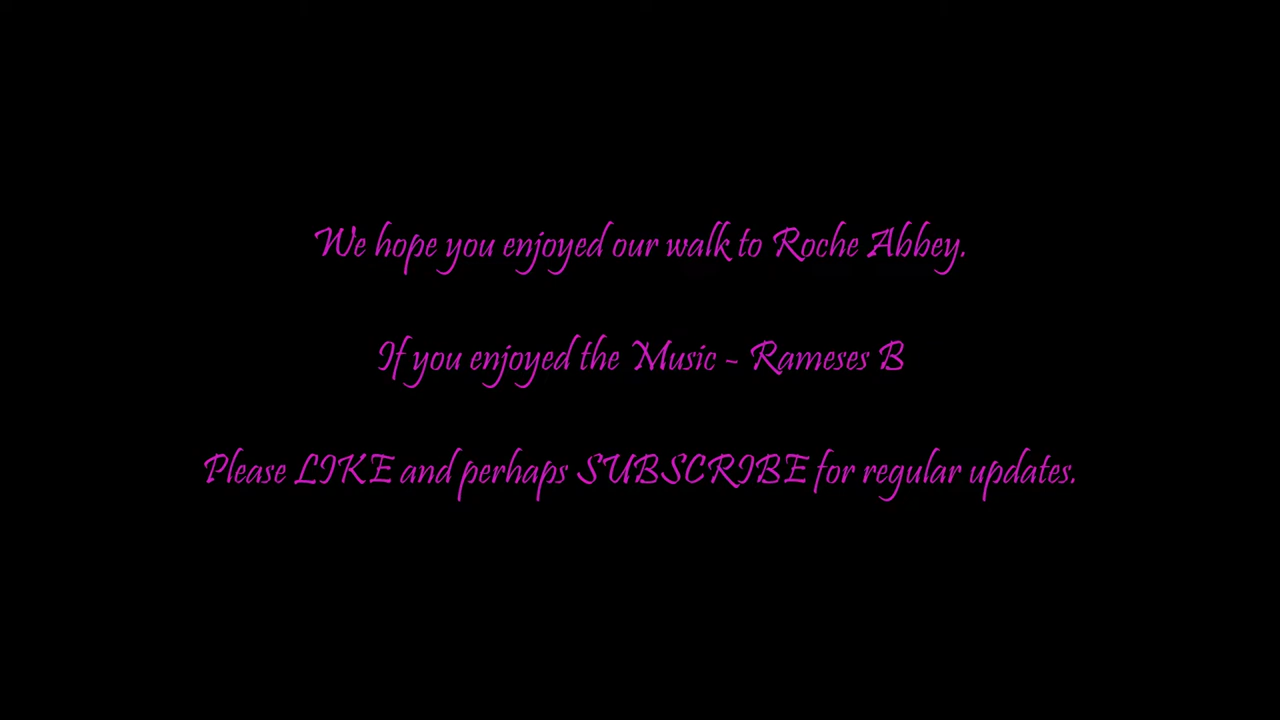 We hope you enjoyed our walk to Roche Abbey.
If you enjoyed the Music - Rameses B
Please LIKE and perhaps SUBSCRIBE for regular updates.